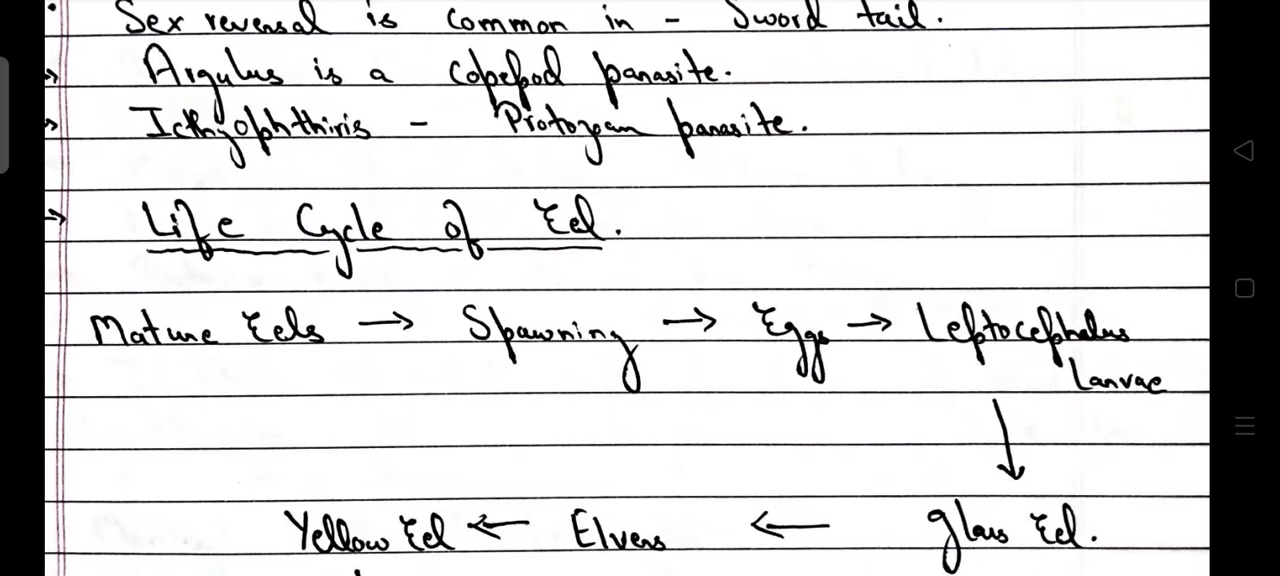 Sex reversal is common in - Sword tail.
→ Argulus is a Copepod parasite.
→ Icthyophthiris - Protozoan parasite.
→ Life Cycle of Eel.
Mature Eels → Spawning → Eggs → Leptocephalus
Larvae
↓
Yellow Eel ← Elvers ← Glass Eel.